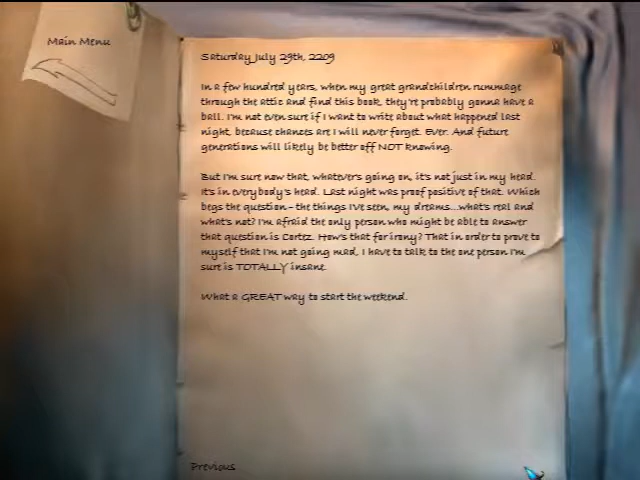 Main Menu
Saturday July 29th, 2209
In a few hundred years, when my great grandchildren rummage
through the attic and find this book, they're probably gonna have a
ball. I'm not even sure if I want to write about what happened last
night, because chances are I will never forget. Ever. And future
generations will likely be better off NOT knowing.
But I'm sure now that, whatever's going on, it's not just in my head.
It's in everybody's head. Last night was proof positive of that. Which
begs the question - the things I've seen, my dreams...what's real and
what's not? I'm afraid the only person who might be able to answer
that question is Cortez. How's that for irony? That in order to prove to
myself that I'm not going mad, I have to talk to the one person I'm
sure is TOTALLY insane.
What a GREAT way to start the weekend.
Previous